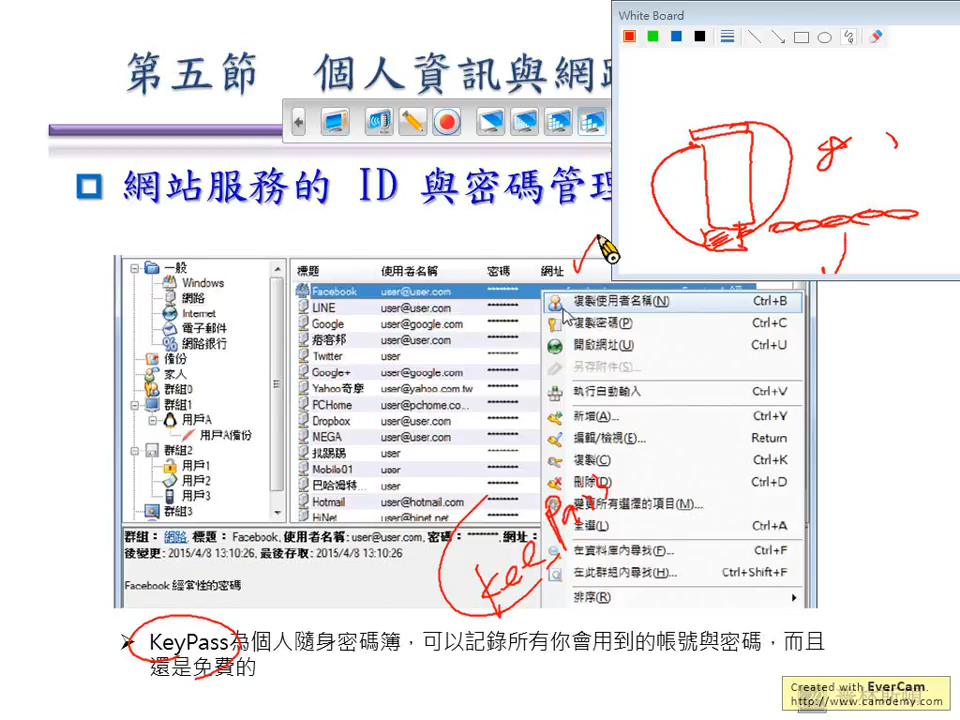 White Board
第五節 個人資訊與網路
網站服務的 ID 與密碼管理
一般
Windows
網路
Internet
電子郵件
網路銀行
備份
家人
群組0
群組1
用戶A
用戶A備份
群組2
用戶1
用戶2
用戶3
群組3
標題 使用者名稱 密碼 網址
Facebook user@user.com ********
LINE user@user.com ********
Google user@google.com ********
痞客邦 user@user.com ********
Twitter user ********
Google+ user@google.com ********
Yahoo奇摩 user@yahoo.com.tw ********
PCHome user@pchome.co... ********
Dropbox user@user.com ********
MEGA user@user.com ********
批踢踢 user ********
Mobile01 user ********
巴哈姆特... user ********
Hotmail user@hotmail.com ********
HiNet user@hinet.net ********
複製使用者名稱(N) Ctrl+B
複製密碼(P) Ctrl+C
開啟網址(U) Ctrl+U
另存附件(S)...
執行自動輸入 Ctrl+V
新增(A)... Ctrl+Y
編輯/檢視(E)... Return
複製(C) Ctrl+K
刪除(D) Ctrl+D
變更所有選擇的項目(M)...
全選(L) Ctrl+A
在資料庫內尋找(F)... Ctrl+F
在此群組內尋找(H)... Ctrl+Shift+F
排序(R)
群組: 網路, 標題: Facebook, 使用者名稱: user@user.com, 密碼: ********, 網址:
後變更: 2015/4/8 13:10:26, 最後存取: 2015/4/8 13:10:26
Facebook 經常性的密碼
KeePass
KeyPass為個人隨身密碼簿，可以記錄所有你會用到的帳號與密碼，而且
還是免費的
Created with EverCam.
http://www.camdemy.com